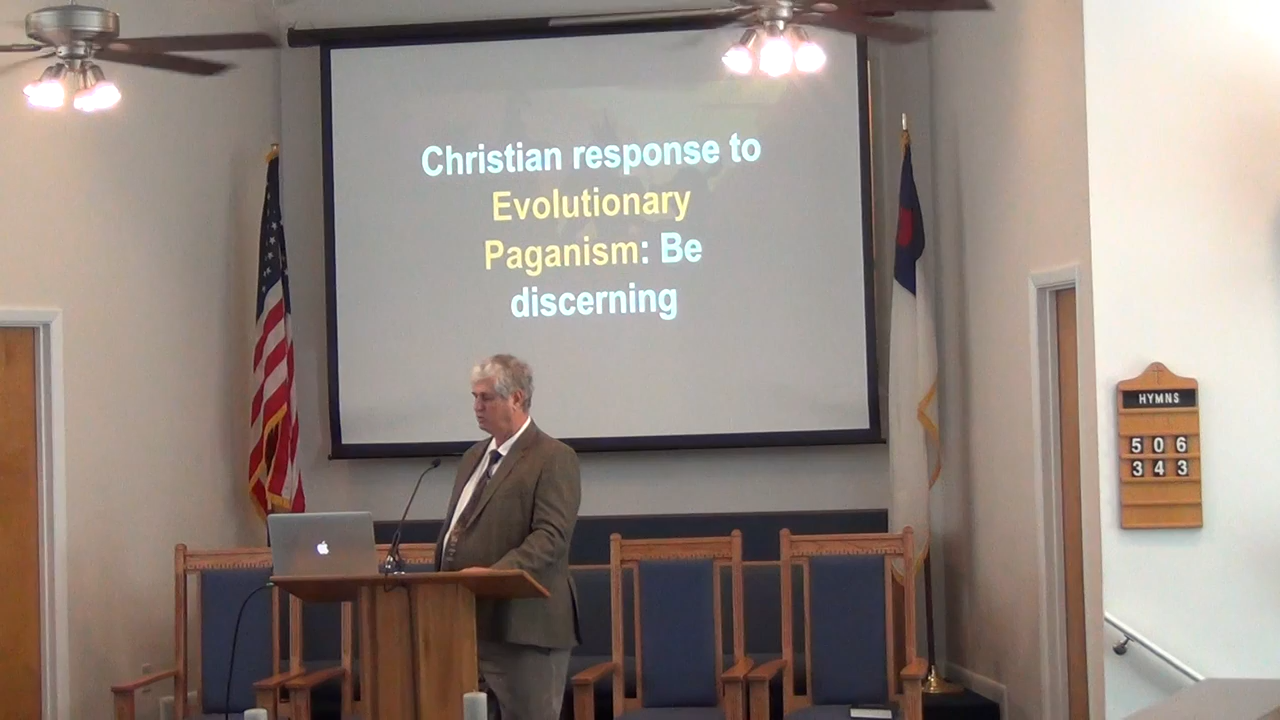 Christian response to
Evolutionary
Paganism: Be
discerning
HYMNS
506
343